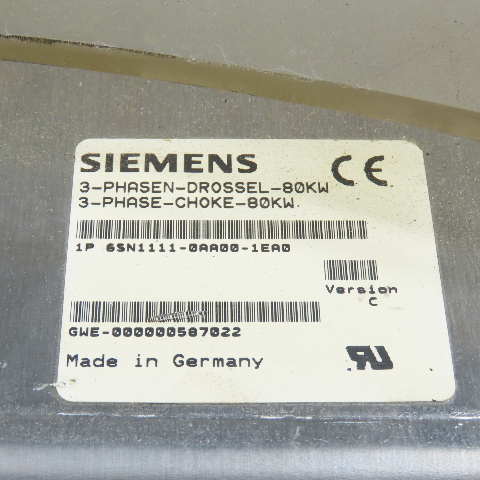 SIEMENS CE
3-PHASEN-DROSSEL-80KW
3-PHASE-CHOKE-80KW
1P 6SN1111-0AA00-1EA0
Version
C
GWE-000000587022
Made in Germany